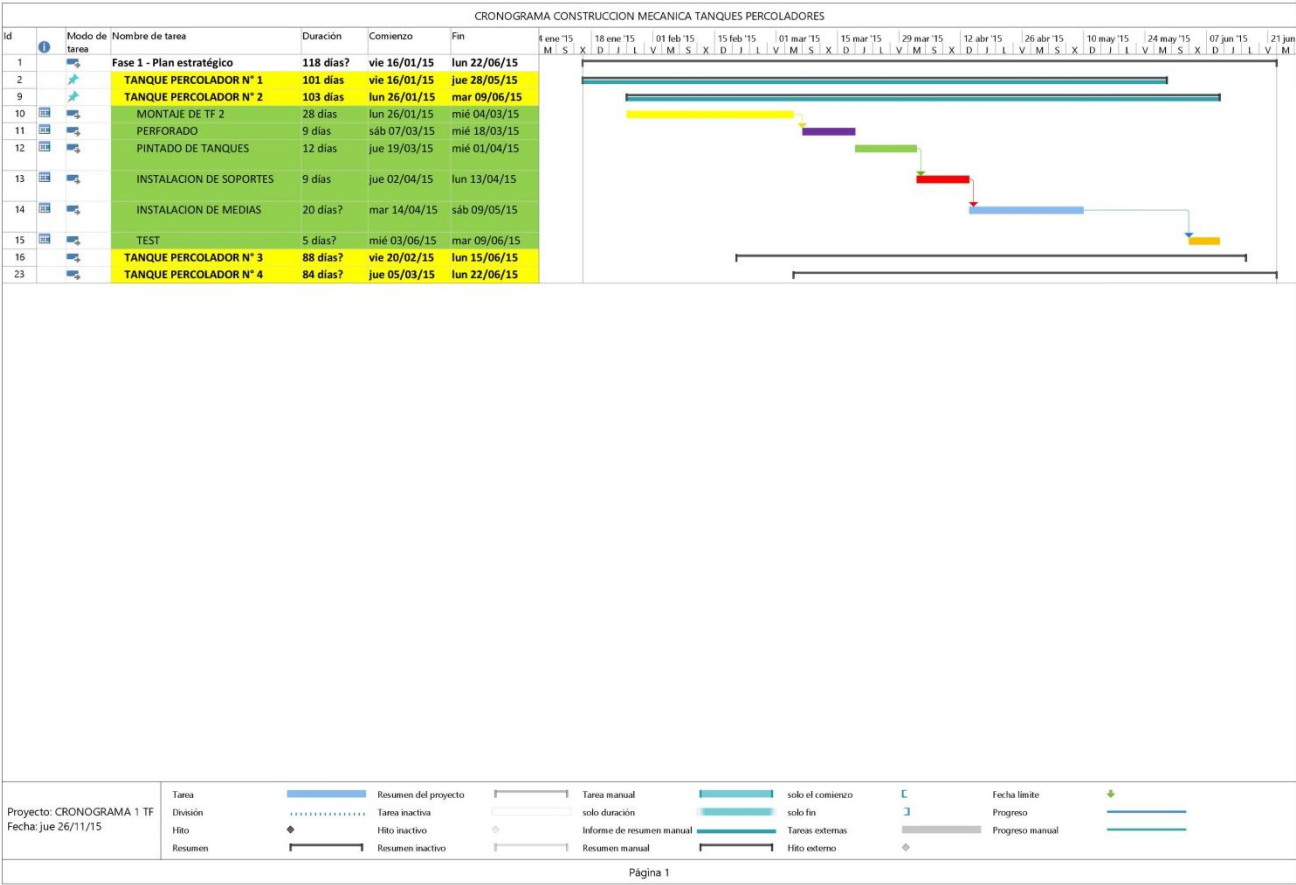 CRONOGRAMA CONSTRUCCION MECANICA TANQUES PERCOLADORES
Id Modo de tarea Nombre de tarea Duración Comienzo Fin
4 ene '15 18 ene '15 01 feb '15 15 feb '15 01 mar '15 15 mar '15 29 mar '15 12 abr '15 26 abr '15 10 may '15 24 may '15 07 jun '15 21 jun
M S X D J L V M S X D J L V M S X D J L V M S X D J L V M S X D J L V M
1 Fase 1 - Plan estratégico 118 días? vie 16/01/15 lun 22/06/15
2 TANQUE PERCOLADOR N° 1 101 días vie 16/01/15 jue 28/05/15
9 TANQUE PERCOLADOR N° 2 103 días lun 26/01/15 mar 09/06/15
10 MONTAJE DE TF 2 28 días lun 26/01/15 mié 04/03/15
11 PERFORADO 9 días sáb 07/03/15 mié 18/03/15
12 PINTADO DE TANQUES 12 días jue 19/03/15 mié 01/04/15
13 INSTALACION DE SOPORTES 9 días jue 02/04/15 lun 13/04/15
14 INSTALACION DE MEDIAS 20 días? mar 14/04/15 sáb 09/05/15
15 TEST 5 días? mié 03/06/15 mar 09/06/15
16 TANQUE PERCOLADOR N° 3 88 días? vie 20/02/15 lun 15/06/15
23 TANQUE PERCOLADOR N° 4 84 días? jue 05/03/15 lun 22/06/15
Proyecto: CRONOGRAMA 1 TF
Fecha: jue 26/11/15
Tarea Resumen del proyecto Tarea manual solo el comienzo Fecha límite
División Tarea inactiva solo duración solo fin Progreso
Hito Hito inactivo Informe de resumen manual Tareas externas Progreso manual
Resumen Resumen inactivo Resumen manual Hito externo
Página 1